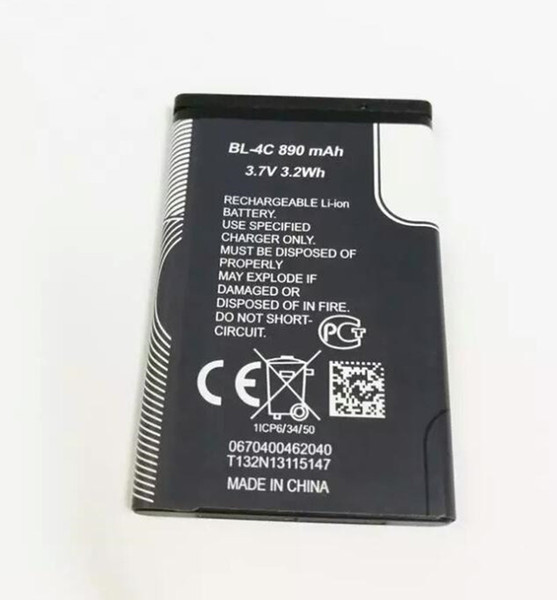 BL-4C 890 mAh
3.7V 3.2Wh
RECHARGEABLE Li-ion
BATTERY.
USE SPECIFIED
CHARGER ONLY.
MUST BE DISPOSED OF
PROPERLY
MAY EXPLODE IF
DAMAGED OR
DISPOSED OF IN FIRE.
DO NOT SHORT-
CIRCUIT.
PCT
CE
1ICP6/34/50
0670400462040
T132N13115147
MADE IN CHINA